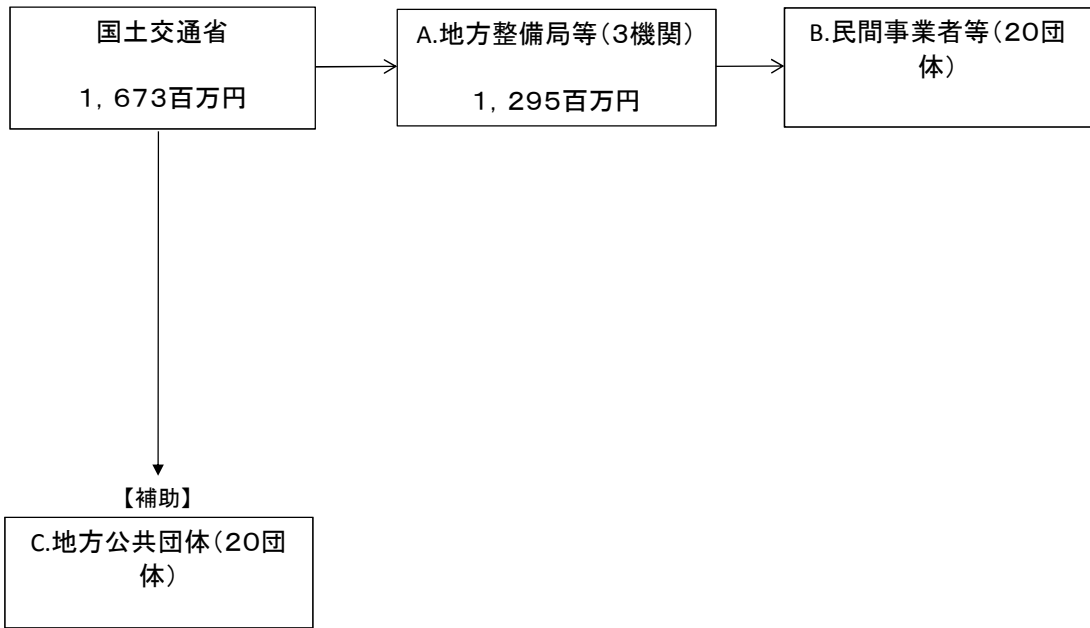 国土交通省
1，673百万円
A.地方整備局等（3機関）
1，295百万円
B.民間事業者等（20団
体）
【補助】
C.地方公共団体（20団
体）